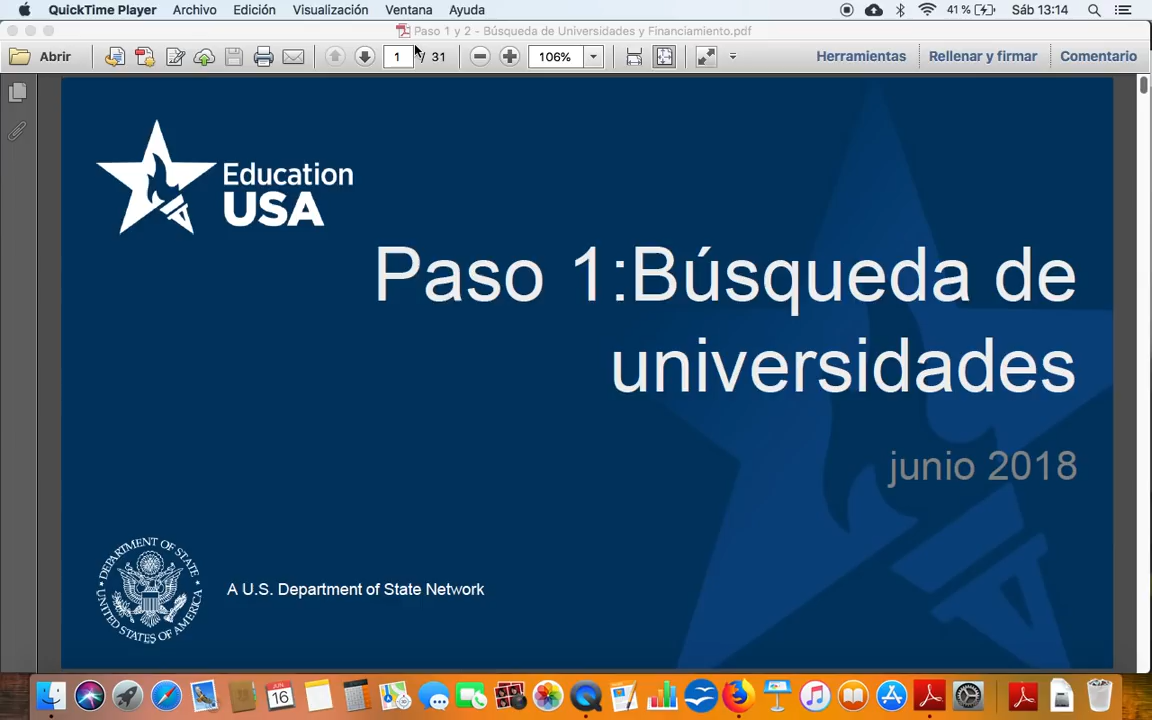 QuickTime Player Archivo Edición Visualización Ventana Ayuda 41 % Sáb 13:14
Paso 1 y 2 - Búsqueda de Universidades y Financiamiento.pdf
Abrir 1 / 31 106% Herramientas Rellenar y firmar Comentario
Education
USA
Paso 1:Búsqueda de
universidades
junio 2018
DEPARTMENT OF STATE
UNITED STATES OF AMERICA
A U.S. Department of State Network
16